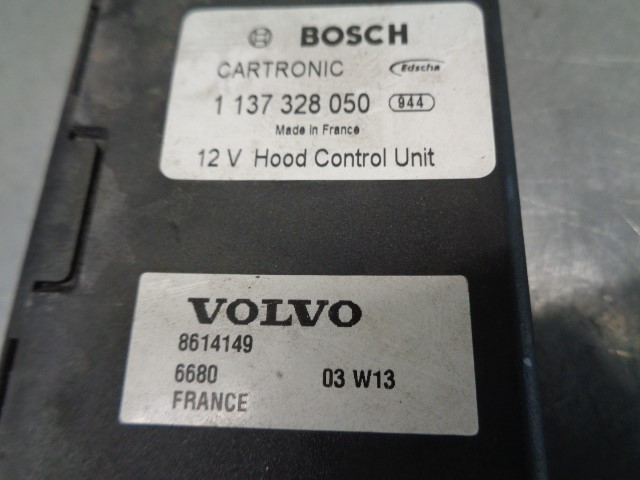 BOSCH
CARTRONIC Edscha
1 137 328 050 944
Made in France
12 V Hood Control Unit
VOLVO
8614149
6680 03 W13
FRANCE